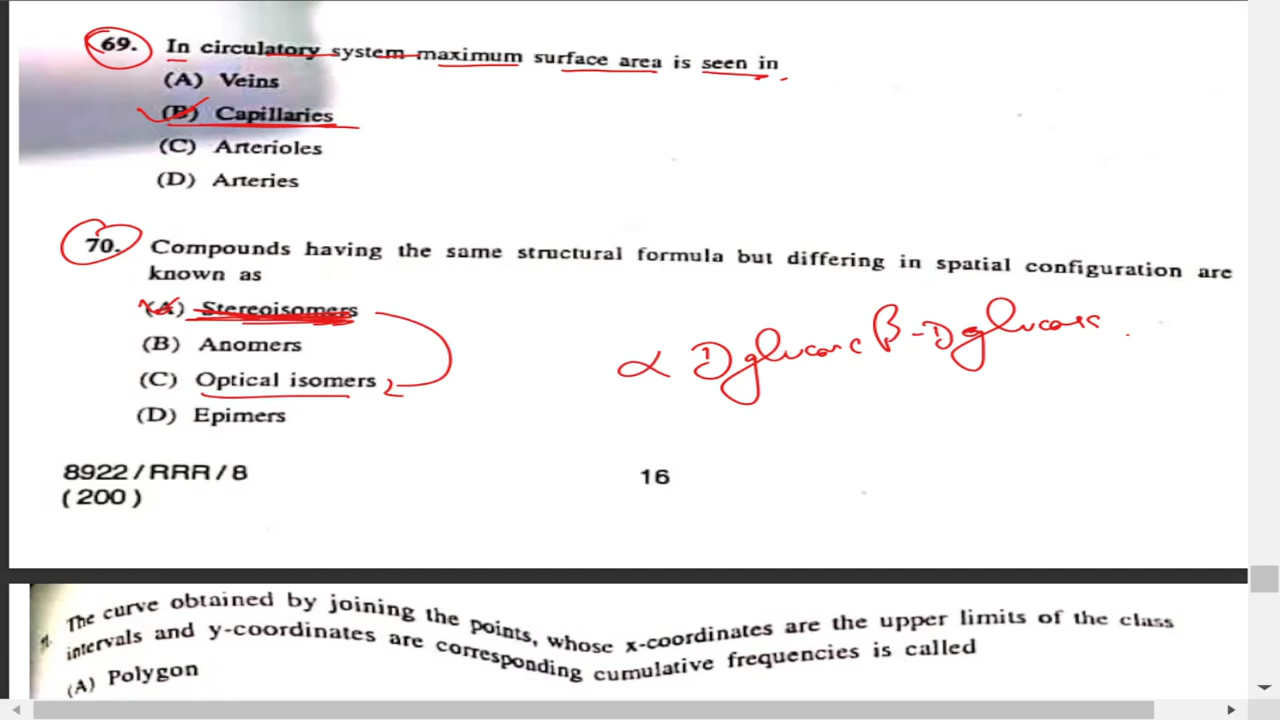 69. In circulatory system maximum surface area is seen in
(A) Veins
(B) Capillaries
(C) Arterioles
(D) Arteries
70. Compounds having the same structural formula but differing in spatial configuration are
known as
(A) Stereoisomers
(B) Anomers
α D glucose β-D glucose
(C) Optical isomers
(D) Epimers
8922/RRR/8
16
(200)
The curve obtained by joining the points, whose x-coordinates are the upper limits of the class
intervals and y-coordinates are corresponding cumulative frequencies is called
(A) Polygon